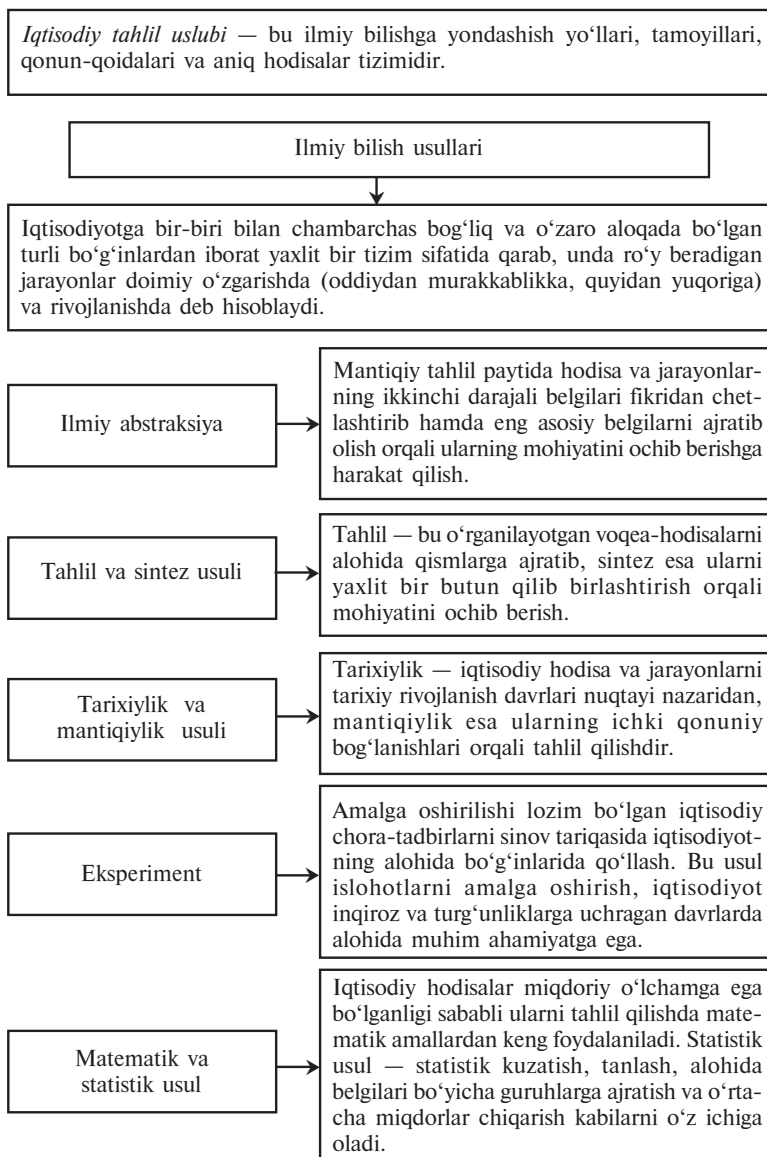 Iqtisodiy tahlil uslubi — bu ilmiy bilishga yondashish yo‘llari, tamoyillari,
qonun-qoidalari va aniq hodisalar tizimidir.
Ilmiy bilish usullari
Iqtisodiyotga bir-biri bilan chambarchas bog‘liq va o‘zaro aloqada bo‘lgan
turli bo‘g‘inlardan iborat yaxlit bir tizim sifatida qarab, unda ro‘y beradigan
jarayonlar doimiy o‘zgarishda (oddiydan murakkablikka, quyidan yuqoriga)
va rivojlanishda deb hisoblaydi.
Ilmiy abstraksiya
Mantiqiy tahlil paytida hodisa va jarayonlar-
ning ikkinchi darajali belgilari fikridan chet-
lashtirib hamda eng asosiy belgilarni ajratib
olish orqali ularning mohiyatini ochib berishga
harakat qilish.
Tahlil va sintez usuli
Tahlil — bu o‘rganilayotgan voqea-hodisalarni
alohida qismlarga ajratib, sintez esa ularni
yaxlit bir butun qilib birlashtirish orqali
mohiyatini ochib berish.
Tarixiylik va
mantiqiylik usuli
Tarixiylik — iqtisodiy hodisa va jarayonlarni
tarixiy rivojlanish davrlari nuqtayi nazaridan,
mantiqiylik esa ularning ichki qonuniy
bog‘lanishlari orqali tahlil qilishdir.
Eksperiment
Amalga oshirilishi lozim bo‘lgan iqtisodiy
chora-tadbirlarni sinov tariqasida iqtisodiyot-
ning alohida bo‘g‘inlarida qo‘llash. Bu usul
islohotlarni amalga oshirish, iqtisodiyot
inqiroz va turg‘unliklarga uchragan davrlarda
alohida muhim ahamiyatga ega.
Matematik va
statistik usul
Iqtisodiy hodisalar miqdoriy o‘lchamga ega
bo‘lganligi sababli ularni tahlil qilishda mate-
matik amallardan keng foydalaniladi. Statistik
usul — statistik kuzatish, tanlash, alohida
belgilari bo‘yicha guruhlarga ajratish va o‘rta-
cha miqdorlar chiqarish kabilarni o‘z ichiga
oladi.